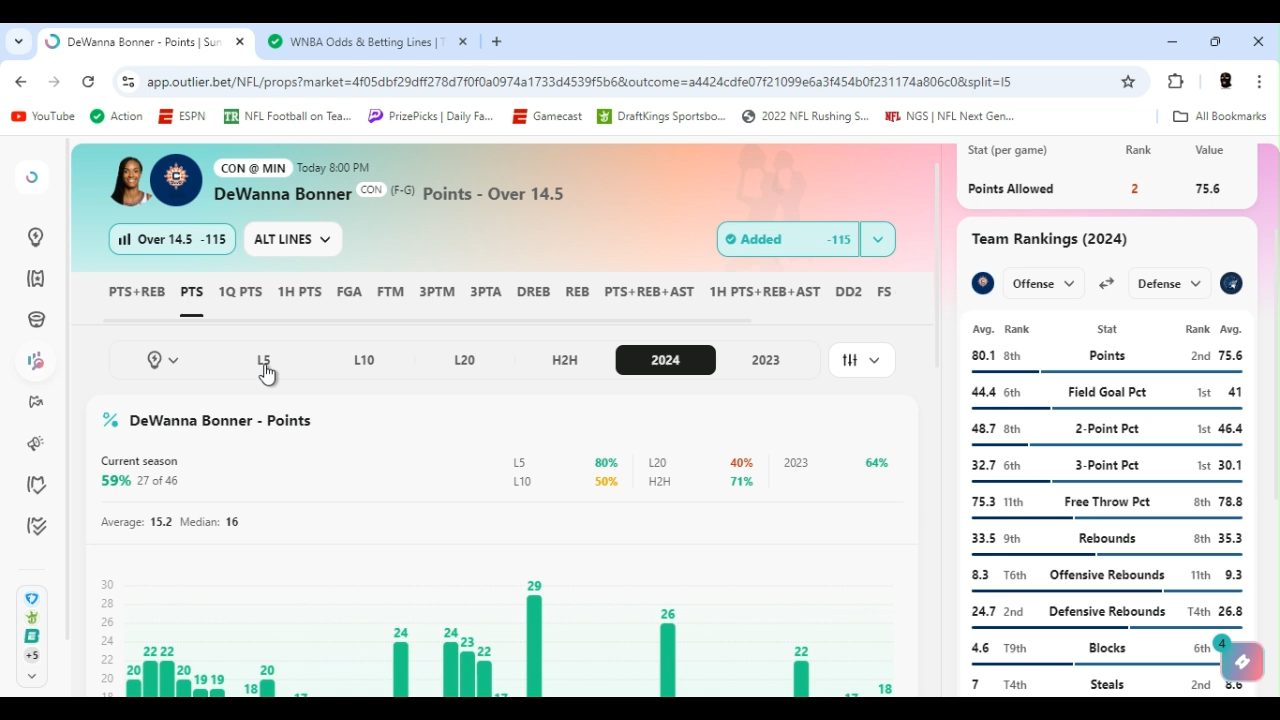 DeWanna Bonner - Points | Sun
WNBA Odds & Betting Lines | T
app.outlier.bet/NFL/props?market=4f05dbf29dff278d7f0f0a0974a1733d4539f5b6&outcome=a4424cdfe07f21099e6a3f454b0f231174a806c0&split=l5
YouTube Action ESPN NFL Football on Tea... PrizePicks | Daily Fa... Gamecast DraftKings Sportsbo... 2022 NFL Rushing S... NFL NGS | NFL Next Gen... All Bookmarks
CON @ MIN Today 8:00 PM
DeWanna Bonner CON (F-G) Points - Over 14.5
Over 14.5 -115 ALT LINES Added -115
PTS+REB PTS 1Q PTS 1H PTS FGA FTM 3PTM 3PTA DREB REB PTS+REB+AST 1H PTS+REB+AST DD2 FS
L5 L10 L20 H2H 2024 2023
DeWanna Bonner - Points
Current season
59% 27 of 46
L5 80% L20 40% 2023 64%
L10 50% H2H 71%
Average: 15.2 Median: 16
30
28
26
24
22
20
18
20 22 22 20 19 19 18 20 17 24 24 23 22 17 29 26 22 17 18
Stat (per game) Rank Value
Points Allowed 2 75.6
Team Rankings (2024)
Offense Defense
Avg. Rank Stat Rank Avg.
80.1 8th Points 2nd 75.6
44.4 6th Field Goal Pct 1st 41
48.7 8th 2-Point Pct 1st 46.4
32.7 6th 3-Point Pct 1st 30.1
75.3 11th Free Throw Pct 8th 78.8
33.5 9th Rebounds 8th 35.3
8.3 T6th Offensive Rebounds 11th 9.3
24.7 2nd Defensive Rebounds T4th 26.8
4.6 T9th Blocks 6th
7 T4th Steals 2nd 8.6
4
+5